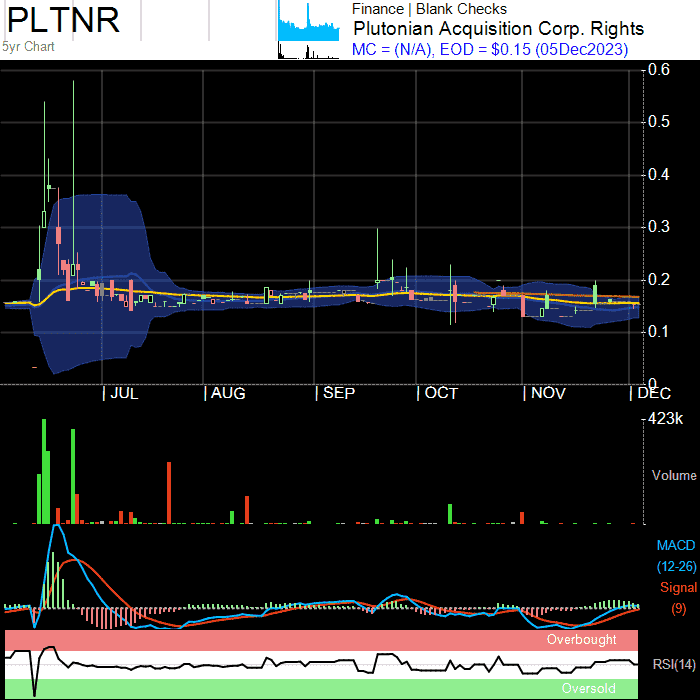 PLTNR
5yr Chart
Finance | Blank Checks
Plutonian Acquisition Corp. Rights
MC = (N/A), EOD = $0.15 (05Dec2023)
0.6
0.5
0.4
0.3
0.2
0.1
0
JUL AUG SEP OCT NOV DEC
423k
Volume
MACD
(12-26)
Signal
(9)
Overbought
RSI(14)
Oversold